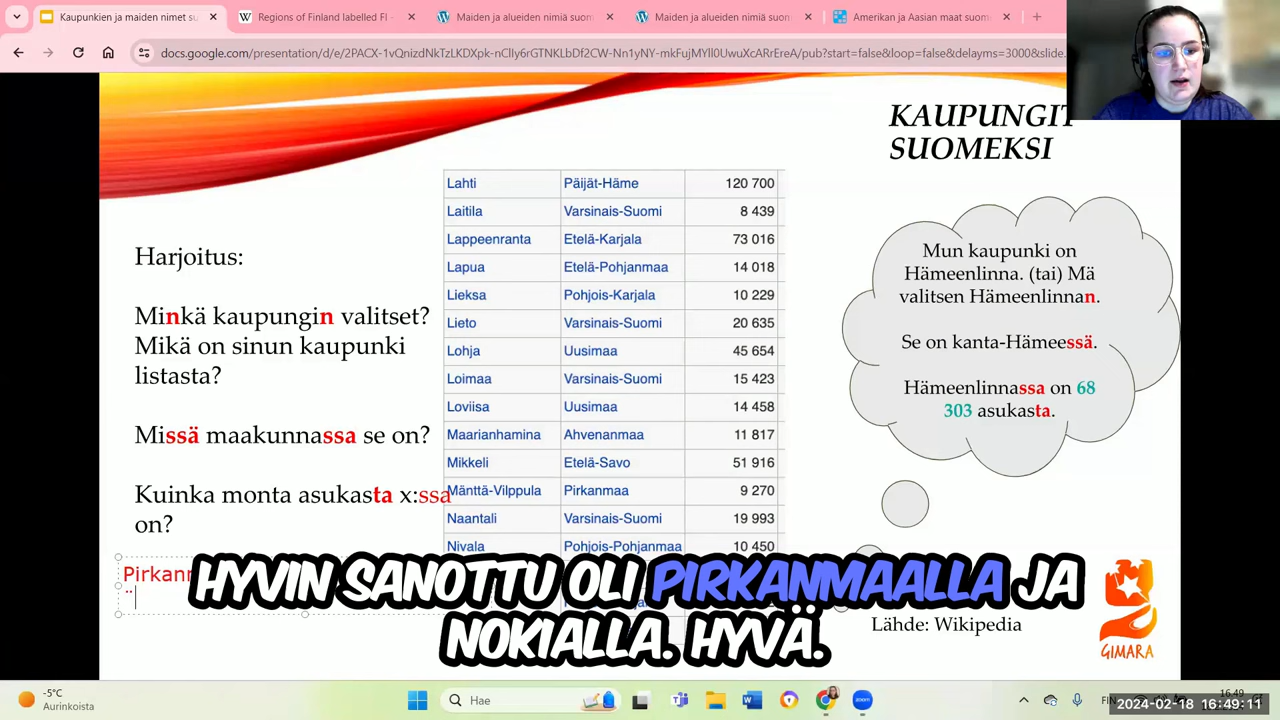 Kaupunkien ja maiden nimet su
Regions of Finland labelled FI -
Maiden ja alueiden nimiä suon
Maiden ja alueiden nimiä suon
Amerikan ja Aasian maat suom
docs.google.com/presentation/d/e/2PACX-1vQnizdNkTzLKDXpk-rClly6rGTNKLbDf2CW-Nn1yNY-mkFujMYll0UwuXcARrEreA/pub?start=false&loop=false&delayms=3000&slide
KAUPUNGIT
SUOMEKSI
Harjoitus:
Minkä kaupungin valitset?
Mikä on sinun kaupunki
listasta?
Missä maakunnassa se on?
Kuinka monta asukasta x:ssa
on?
Pirkanm
Lahti Päijät-Häme 120 700
Laitila Varsinais-Suomi 8 439
Lappeenranta Etelä-Karjala 73 016
Lapua Etelä-Pohjanmaa 14 018
Lieksa Pohjois-Karjala 10 229
Lieto Varsinais-Suomi 20 635
Lohja Uusimaa 45 654
Loimaa Varsinais-Suomi 15 423
Loviisa Uusimaa 14 458
Maarianhamina Ahvenanmaa 11 817
Mikkeli Etelä-Savo 51 916
Mänttä-Vilppula Pirkanmaa 9 270
Naantali Varsinais-Suomi 19 993
Nivala Pohjois-Pohjanmaa 10 450
Mun kaupunki on
Hämeenlinna. (tai) Mä
valitsen Hämeenlinnan.
Se on kanta-Hämeessä.
Hämeenlinnassa on 68
303 asukasta.
HYVIN SANOTTU OLI PIRKANMAALLA JA
NOKIALLA. HYVÄ.
Lähde: Wikipedia
GIMARA
-5°C
Aurinkoista
Hae
FIN
16.49
2024-02-18 16:49:11